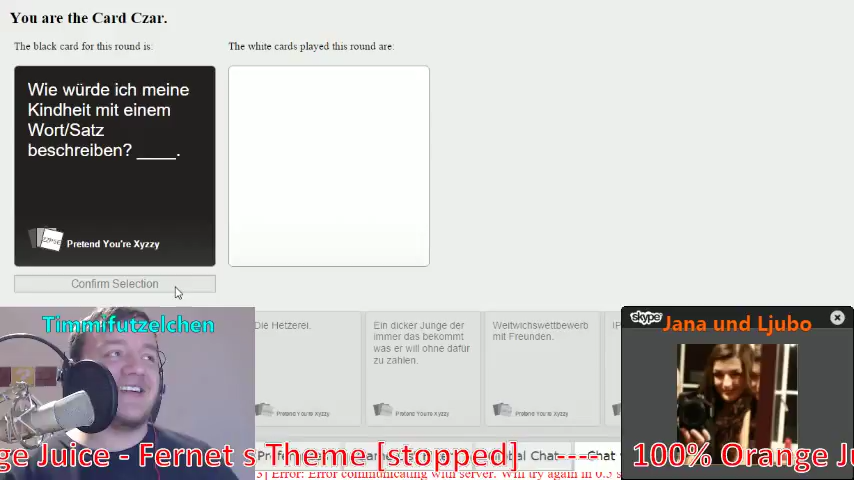 You are the Card Czar.
The black card for this round is:
The white cards played this round are:
Wie würde ich meine
Kindheit mit einem
Wort/Satz
beschreiben? ____.
Pretend You're Xyzzy
Confirm Selection
Timmifutzelchen
Die Hetzerei.
Ein dicker Junge der
immer das bekommt
was er will ohne dafür
zu zahlen.
Weitwichswettbewerb
mit Freunden.
Pretend You're Xyzzy
Pretend You're Xyzzy
Pretend You're Xyzzy
skype
Jana und Ljubo
ge Juice - Fernet s Theme [stopped] ---- 100% Orange Ju
Error: Error communicating with server. Will try again in 0.5 s